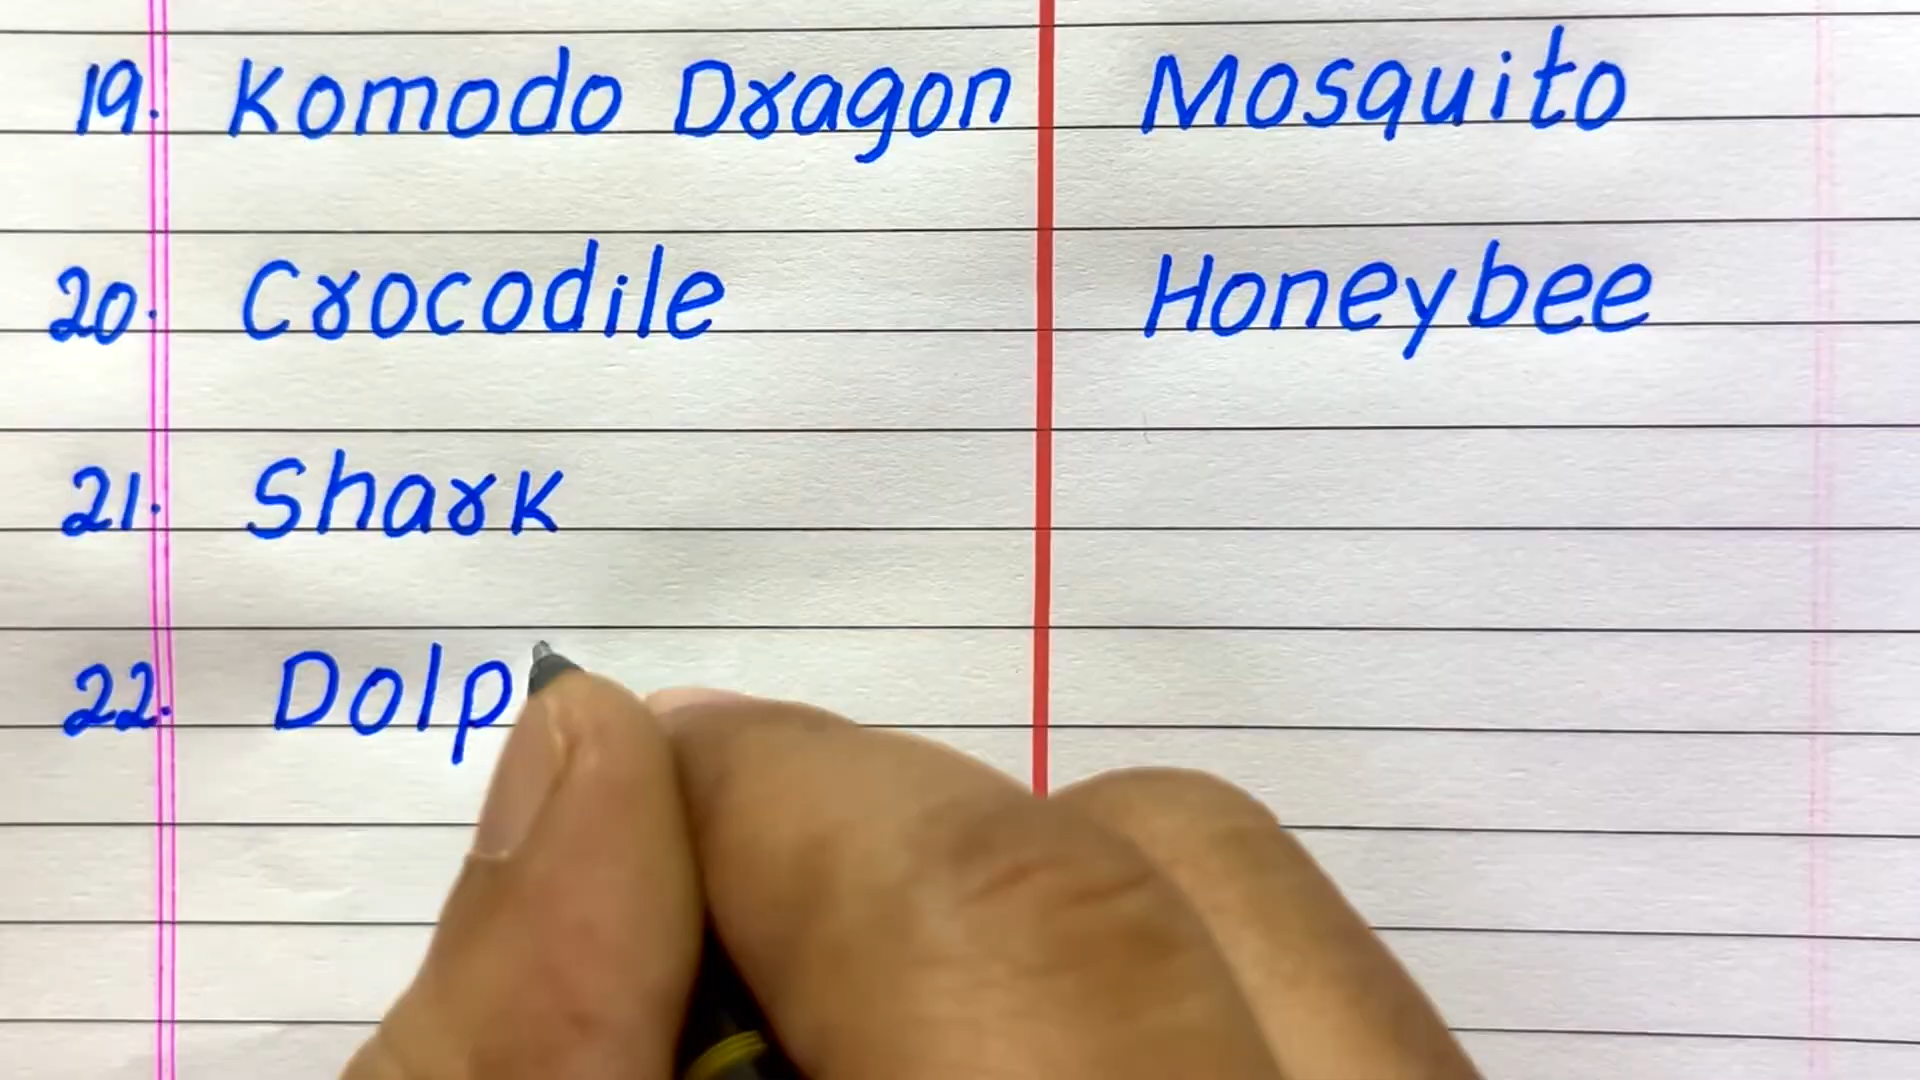 19. Komodo Dragon Mosquito
20. Crocodile Honeybee
21. Shark
22. Dolp